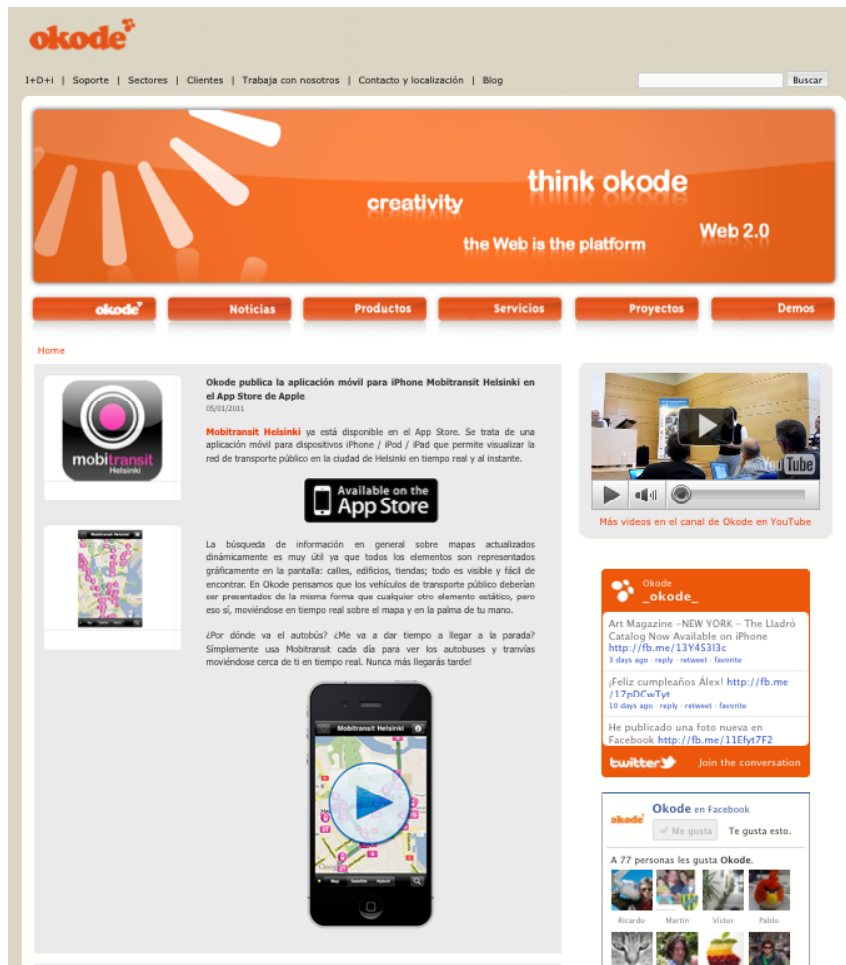 okode
I+D+i | Soporte | Sectores | Clientes | Trabaja con nosotros | Contacto y localización | Blog
Buscar
think okode
creativity
Web 2.0
the Web is the platform
okode
Noticias
Productos
Servicios
Proyectos
Demos
Home
mobitransit
Helsinki
Okode publica la aplicación móvil para iPhone Mobitransit Helsinki en
el App Store de Apple
05/01/2011
Mobitransit Helsinki ya está disponible en el App Store. Se trata de una
aplicación móvil para dispositivos iPhone / iPod / iPad que permite visualizar la
red de transporte público en la ciudad de Helsinki en tiempo real y al instante.
Available on the
App Store
La búsqueda de información en general sobre mapas actualizados
dinámicamente es muy útil ya que todos los elementos son representados
gráficamente en la pantalla: calles, edificios, tiendas; todo es visible y fácil de
encontrar. En Okode pensamos que los vehículos de transporte público deberían
ser presentados de la misma forma que cualquier otro elemento estático, pero
eso sí, moviéndose en tiempo real sobre el mapa y en la palma de tu mano.
¿Por dónde va el autobús? ¿Me va a dar tiempo a llegar a la parada?
Simplemente usa Mobitransit cada día para ver los autobuses y tranvías
moviéndose cerca de ti en tiempo real. Nunca más llegarás tarde!
Mobitransit Helsinki
Mobitransit Helsinki
Google
Map Satellite Hybrid
YouTube
Más videos en el canal de Okode en YouTube
Okode
_okode_
Art Magazine -NEW YORK - The Lladró
Catalog Now Available on iPhone
http://fb.me/13Y4S3l3c
3 days ago · reply · retweet · favorite
¡Feliz cumpleaños Álex! http://fb.me
/17pDCwTyt
10 days ago · reply · retweet · favorite
He publicado una foto nueva en
Facebook http://fb.me/11Efyt7F2
twitter
Join the conversation
okode
Okode en Facebook
Me gusta
Te gusta esto.
A 77 personas les gusta Okode.
Ricardo
Martin
Víctor
Pablo